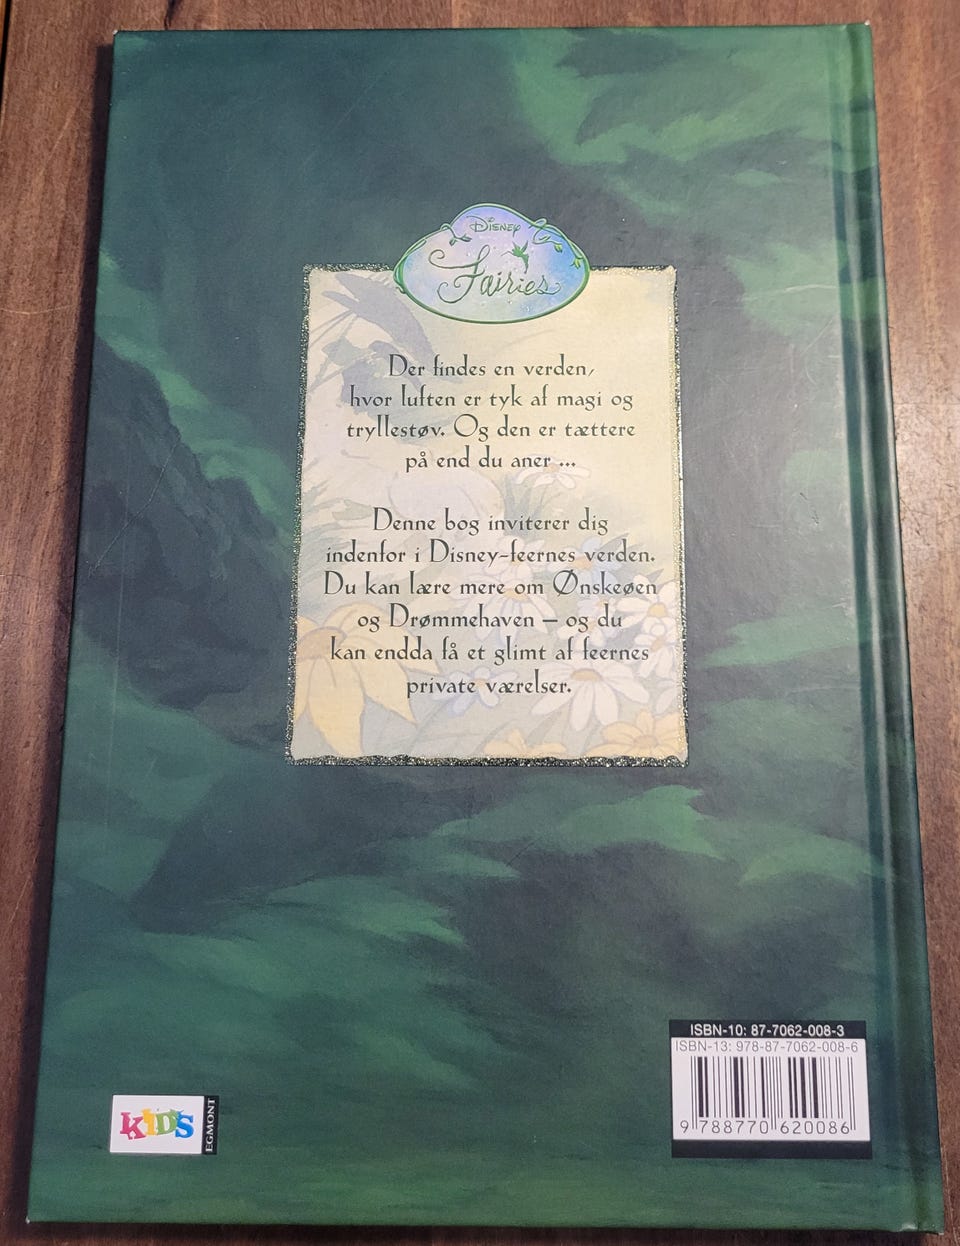 Disney
Fairies
Der findes en verden,
hvor luften er tyk af magi og
tryllestøv. Og den er tættere
på end du aner ...
Denne bog inviterer dig
indenfor i Disney-feernes verden.
Du kan lære mere om Ønskeøen
og Drømmehaven – og du
kan endda få et glimt af feernes
private værelser.
ISBN-10: 87-7062-008-3
ISBN-13: 978-87-7062-008-6
9 788770 620086
KIDS
EGMONT